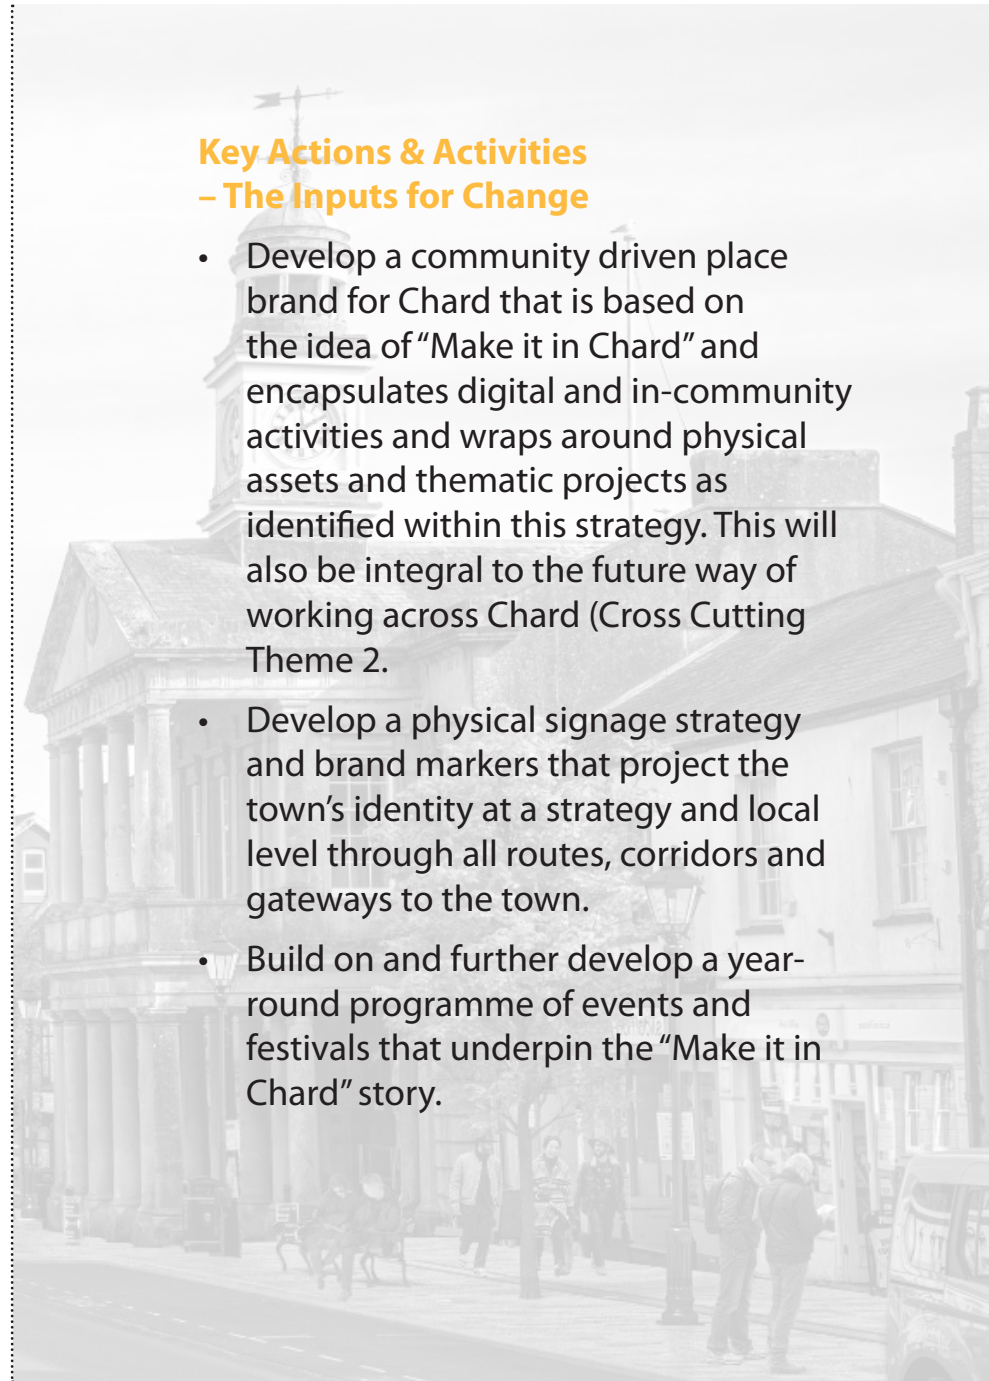 Key Actions & Activities
– The Inputs for Change
• Develop a community driven place
brand for Chard that is based on
the idea of “Make it in Chard” and
encapsulates digital and in-community
activities and wraps around physical
assets and thematic projects as
identified within this strategy. This will
also be integral to the future way of
working across Chard (Cross Cutting
Theme 2.
• Develop a physical signage strategy
and brand markers that project the
town’s identity at a strategy and local
level through all routes, corridors and
gateways to the town.
• Build on and further develop a year-
round programme of events and
festivals that underpin the “Make it in
Chard” story.